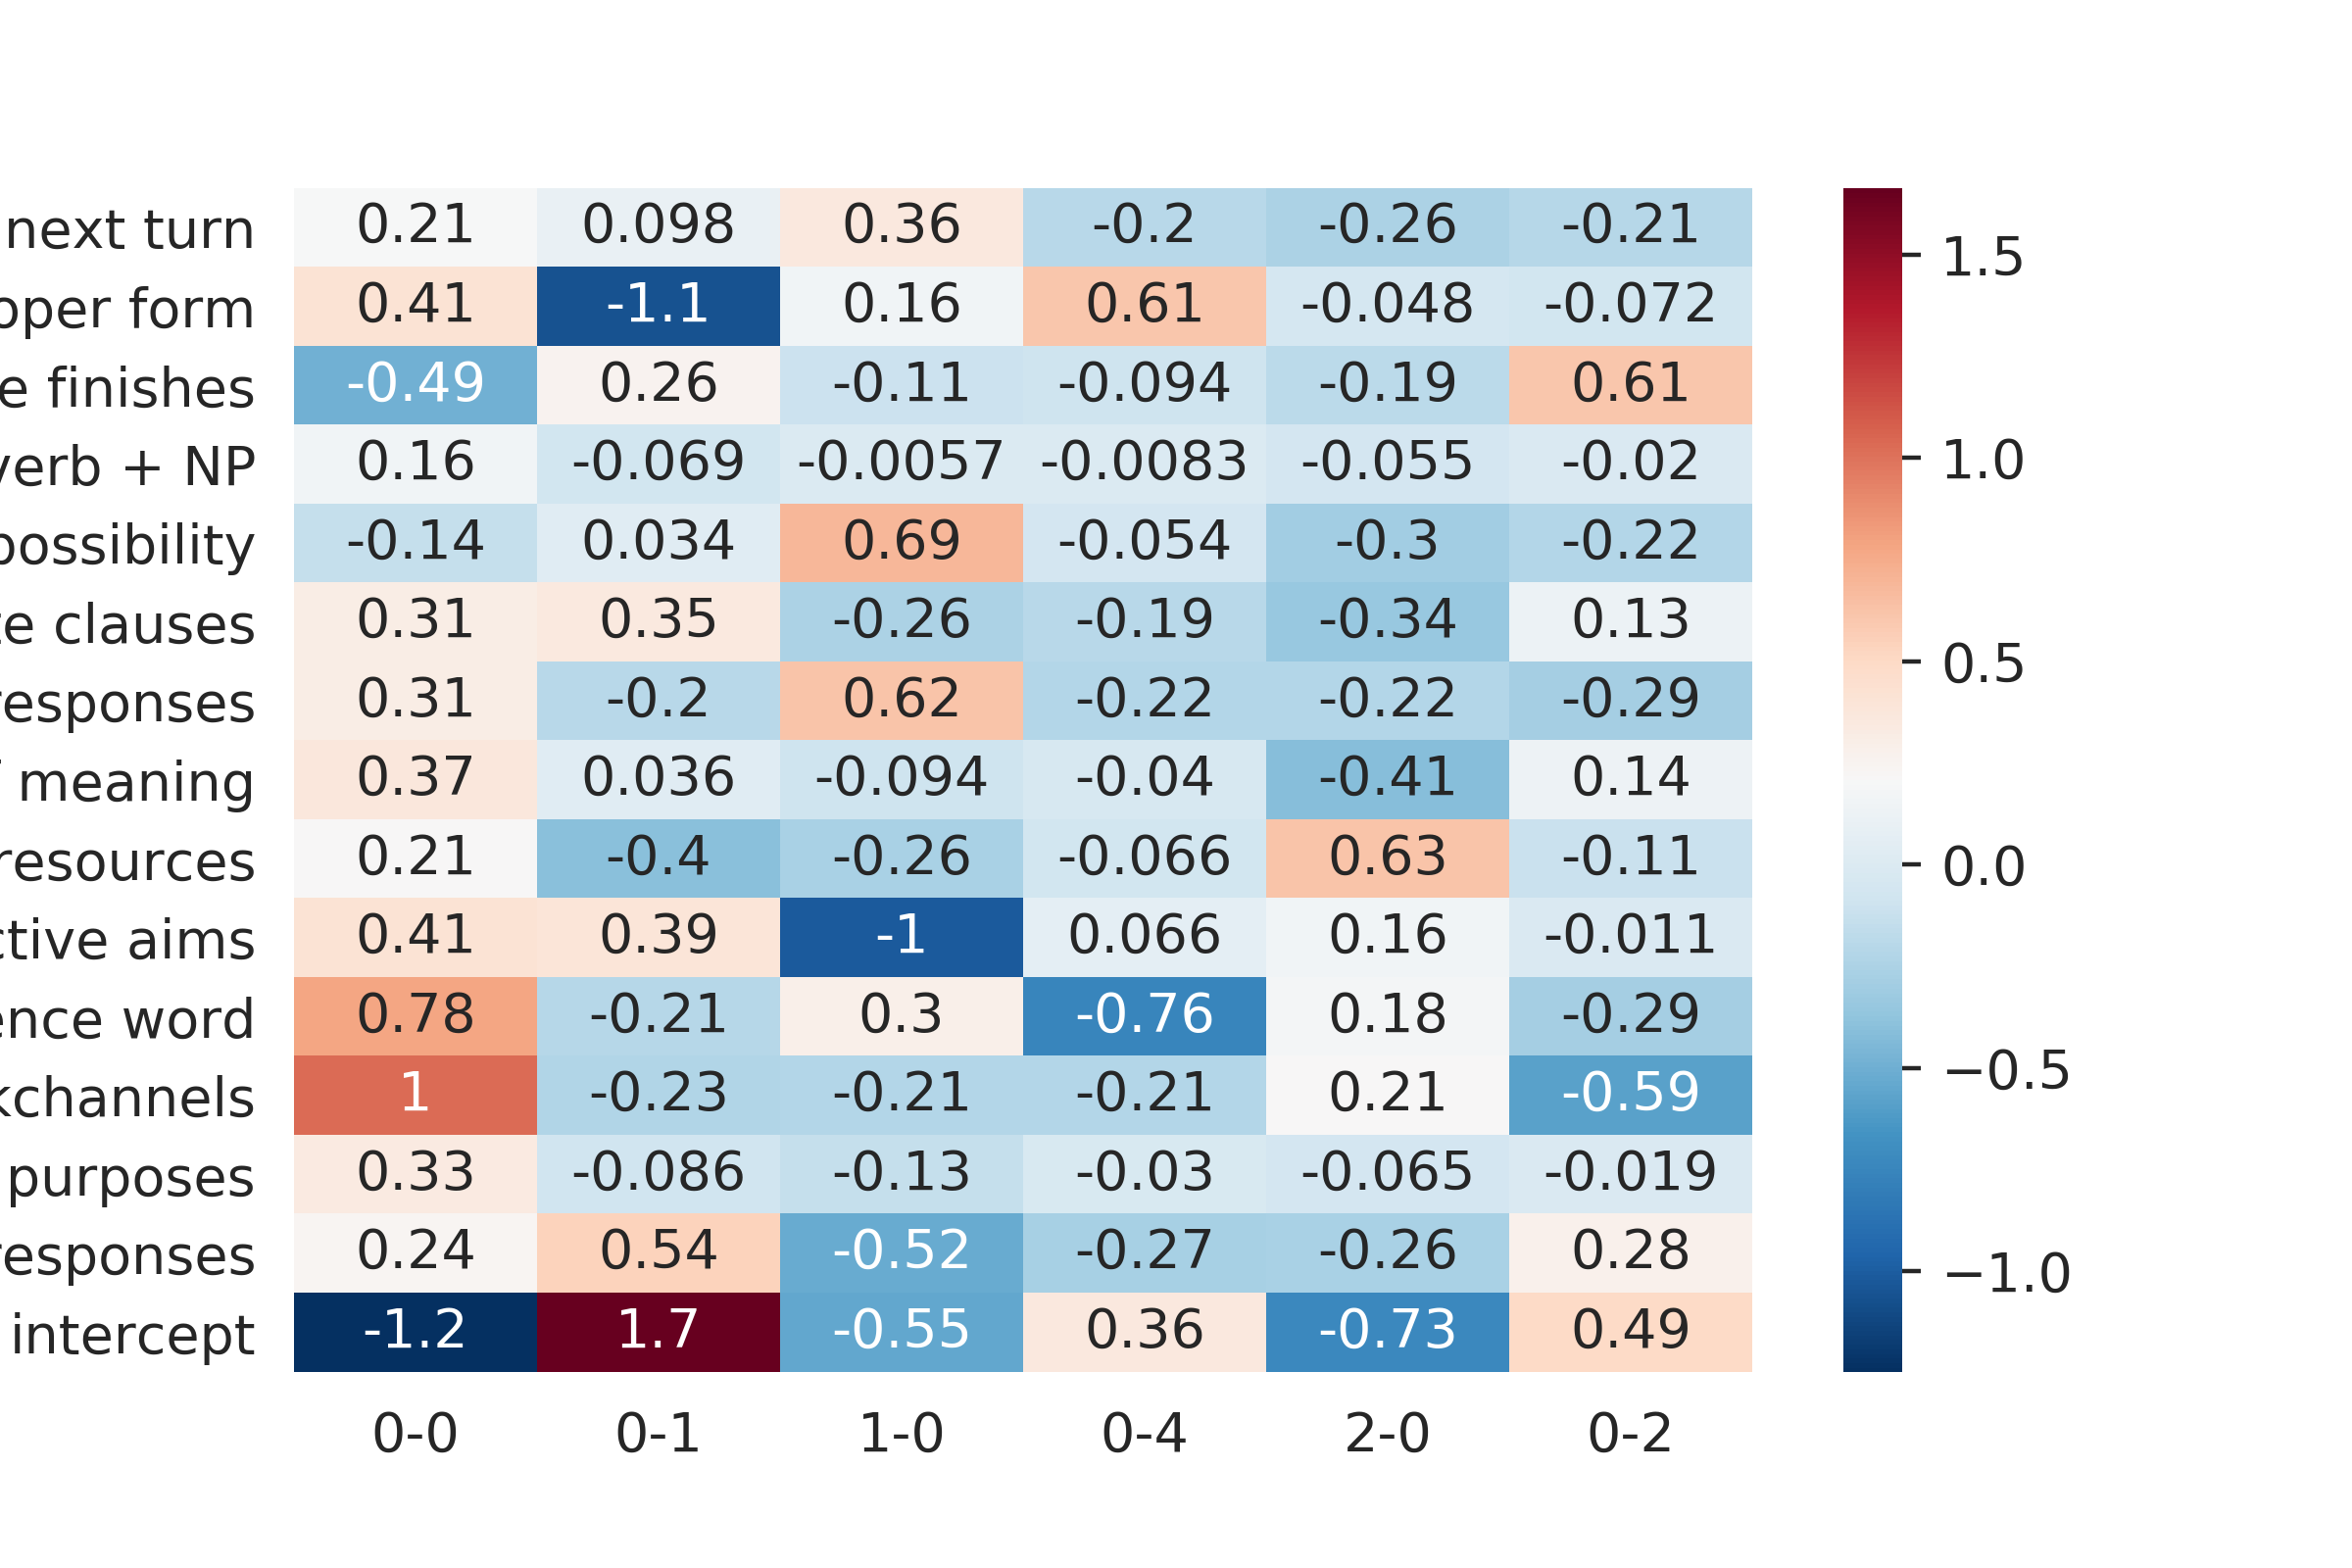 next turn 0.21 0.098 0.36 -0.2 -0.26 -0.21
form 0.41 -1.1 0.16 0.61 -0.048 -0.072
finishes -0.49 0.26 -0.11 -0.094 -0.19 0.61
verb + NP 0.16 -0.069 -0.0057 -0.0083 -0.055 -0.02
possibility -0.14 0.034 0.69 -0.054 -0.3 -0.22
clauses 0.31 0.35 -0.26 -0.19 -0.34 0.13
responses 0.31 -0.2 0.62 -0.22 -0.22 -0.29
meaning 0.37 0.036 -0.094 -0.04 -0.41 0.14
resources 0.21 -0.4 -0.26 -0.066 0.63 -0.11
ctive aims 0.41 0.39 -1 0.066 0.16 -0.011
ence word 0.78 -0.21 0.3 -0.76 0.18 -0.29
kchannels 1 -0.23 -0.21 -0.21 0.21 -0.59
purposes 0.33 -0.086 -0.13 -0.03 -0.065 -0.019
responses 0.24 0.54 -0.52 -0.27 -0.26 0.28
intercept -1.2 1.7 -0.55 0.36 -0.73 0.49
0-0 0-1 1-0 0-4 2-0 0-2
1.5
1.0
0.5
0.0
−0.5
−1.0